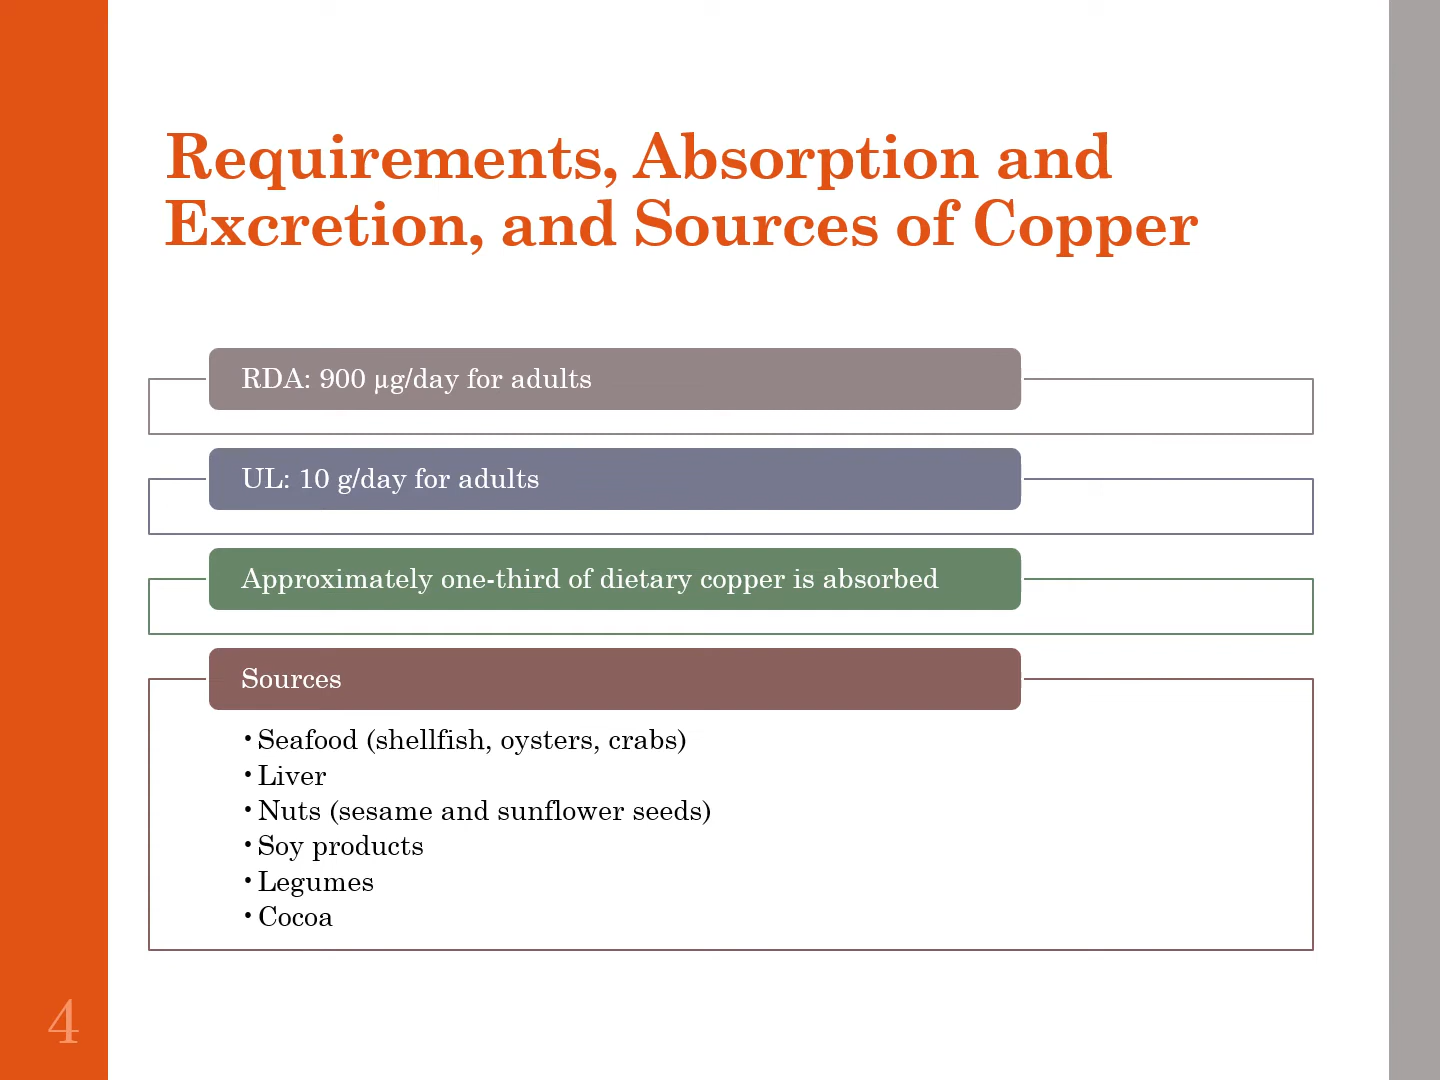 Requirements, Absorption and
Excretion, and Sources of Copper
RDA: 900 µg/day for adults
UL: 10 g/day for adults
Approximately one-third of dietary copper is absorbed
Sources
• Seafood (shellfish, oysters, crabs)
• Liver
• Nuts (sesame and sunflower seeds)
• Soy products
• Legumes
• Cocoa
4